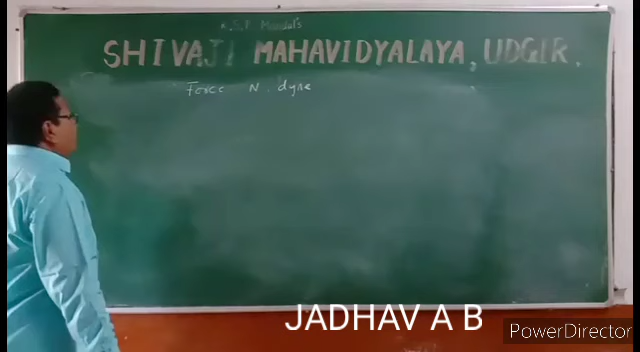 K.S.P. Mandal's
SHIVAJI MAHAVIDYALAYA, UDGIR.
Force N. dyne
JADHAV A B
PowerDirector